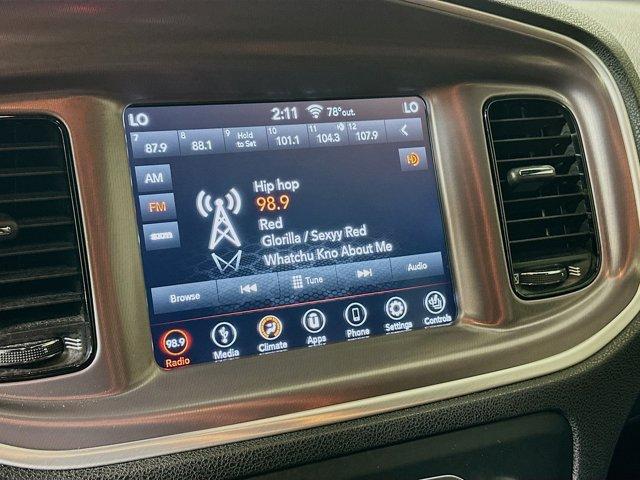 LO 2:11 78° out. LO
7 8 9 Hold 10 11 12
87.9 88.1 to Set 101.1 104.3 107.9
AM
FM
Hip hop
98.9
Red
Glorilla / Sexyy Red
Whatchu Kno About Me
Browse Tune Audio
98.9
Radio Media Climate Apps Phone Settings Controls